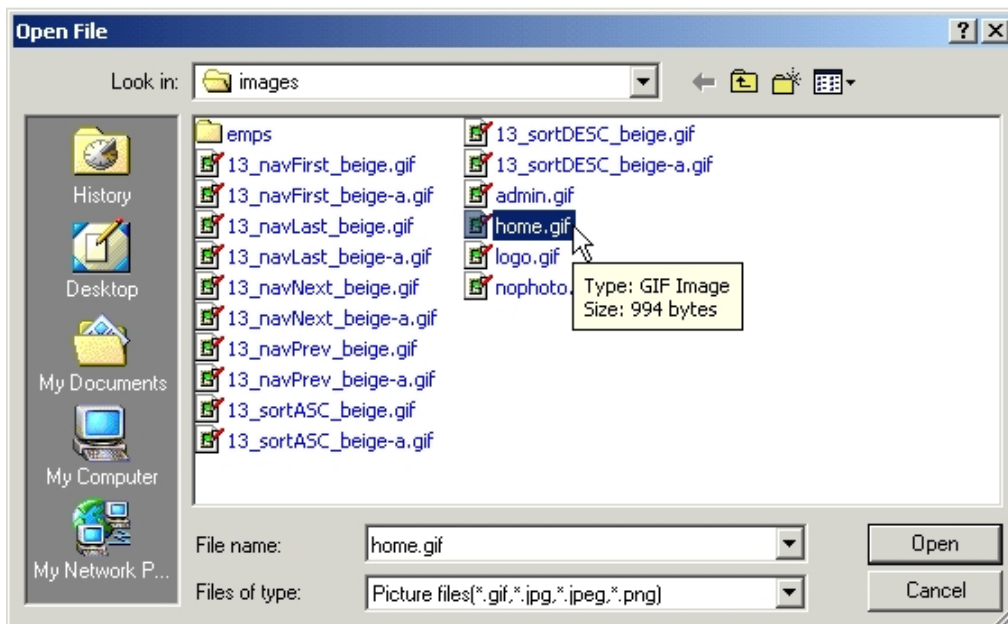 Open File
Look in: images
History
Desktop
My Documents
My Computer
My Network P...
emps
13_navFirst_beige.gif
13_navFirst_beige-a.gif
13_navLast_beige.gif
13_navLast_beige-a.gif
13_navNext_beige.gif
13_navNext_beige-a.gif
13_navPrev_beige.gif
13_navPrev_beige-a.gif
13_sortASC_beige.gif
13_sortASC_beige-a.gif
13_sortDESC_beige.gif
13_sortDESC_beige-a.gif
admin.gif
home.gif
logo.gif
nophoto.
Type: GIF Image
Size: 994 bytes
File name: home.gif
Open
Files of type: Picture files(*.gif,*.jpg,*.jpeg,*.png)
Cancel